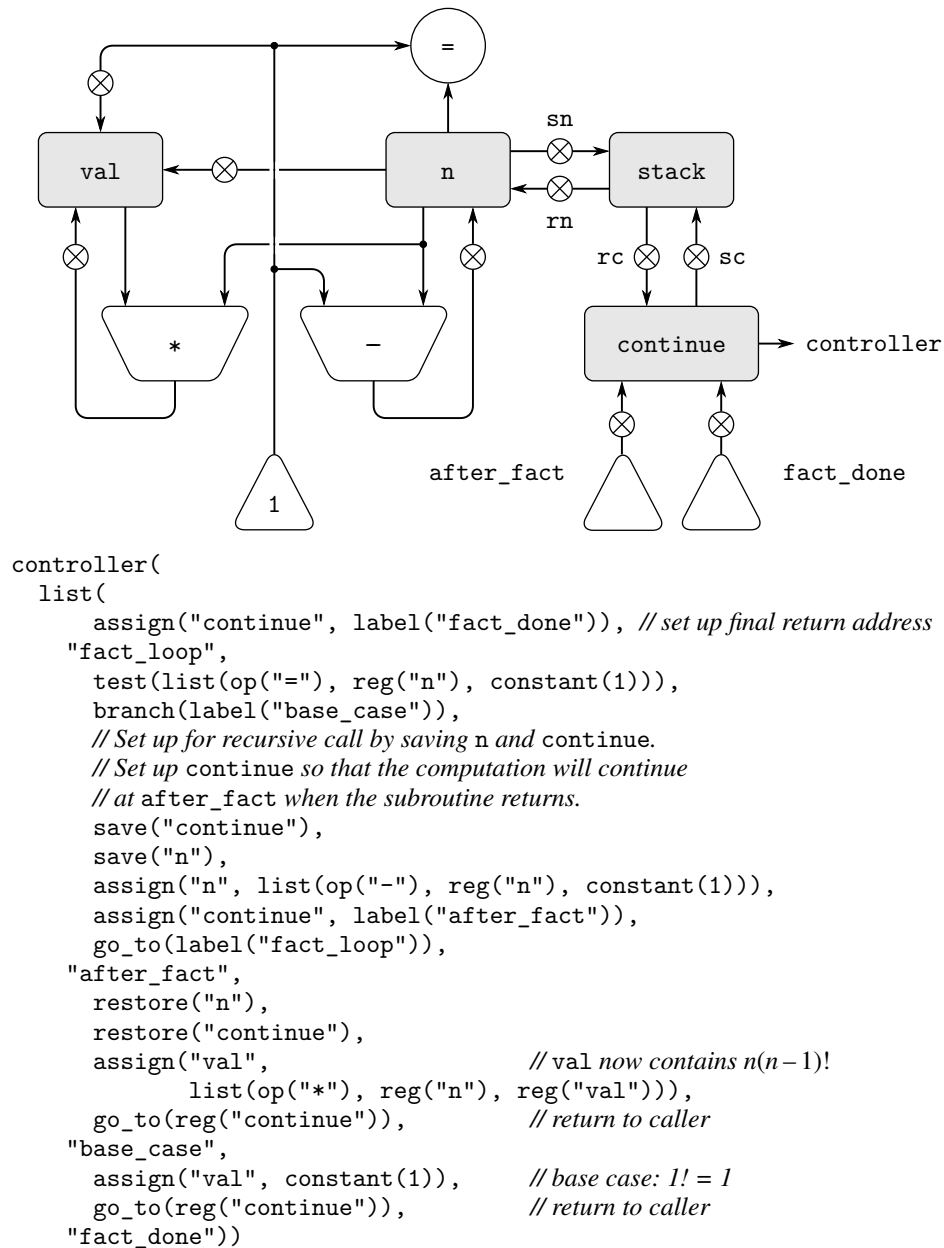 =
sn
val
n
stack
rn
rc
sc
*
−
continue
controller
after_fact
fact_done
1
controller(
  list(
      assign("continue", label("fact_done")), // set up final return address
    "fact_loop",
      test(list(op("="), reg("n"), constant(1))),
      branch(label("base_case")),
      // Set up for recursive call by saving n and continue.
      // Set up continue so that the computation will continue
      // at after_fact when the subroutine returns.
      save("continue"),
      save("n"),
      assign("n", list(op("-"), reg("n"), constant(1))),
      assign("continue", label("after_fact")),
      go_to(label("fact_loop")),
    "after_fact",
      restore("n"),
      restore("continue"),
      assign("val",                // val now contains n(n – 1)!
             list(op("*"), reg("n"), reg("val"))),
      go_to(reg("continue")),      // return to caller
    "base_case",
      assign("val", constant(1)),  // base case: 1! = 1
      go_to(reg("continue")),      // return to caller
    "fact_done"))